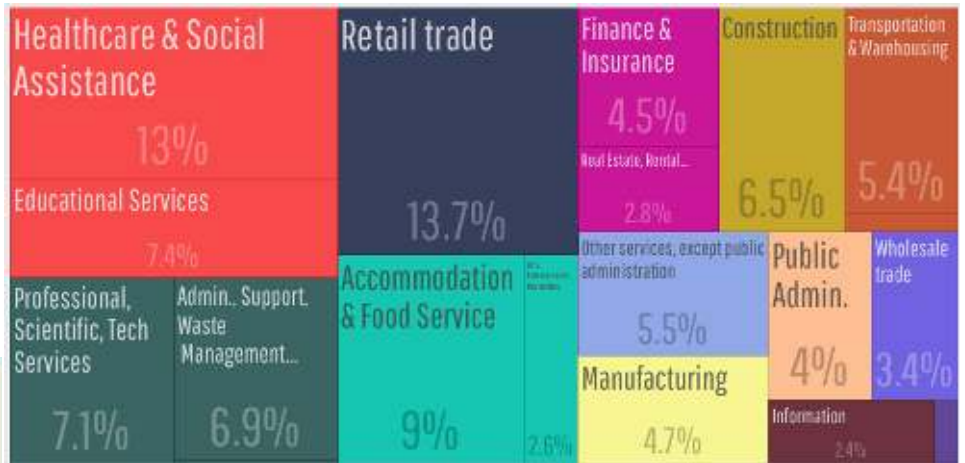 Healthcare & Social
Assistance
13%
Educational Services
7.4%
Professional,
Scientific, Tech
Services
7.1%
Admin., Support,
Waste
Management...
6.9%
Retail trade
13.7%
Accommodation
& Food Service
9%
2.6%
Finance &
Insurance
4.5%
Real Estate, Rental...
2.8%
Construction
6.5%
Transportation
& Warehousing
5.4%
Other services, except public
administration
5.5%
Manufacturing
4.7%
Public
Admin.
4%
Wholesale
trade
3.4%
Information
2.4%